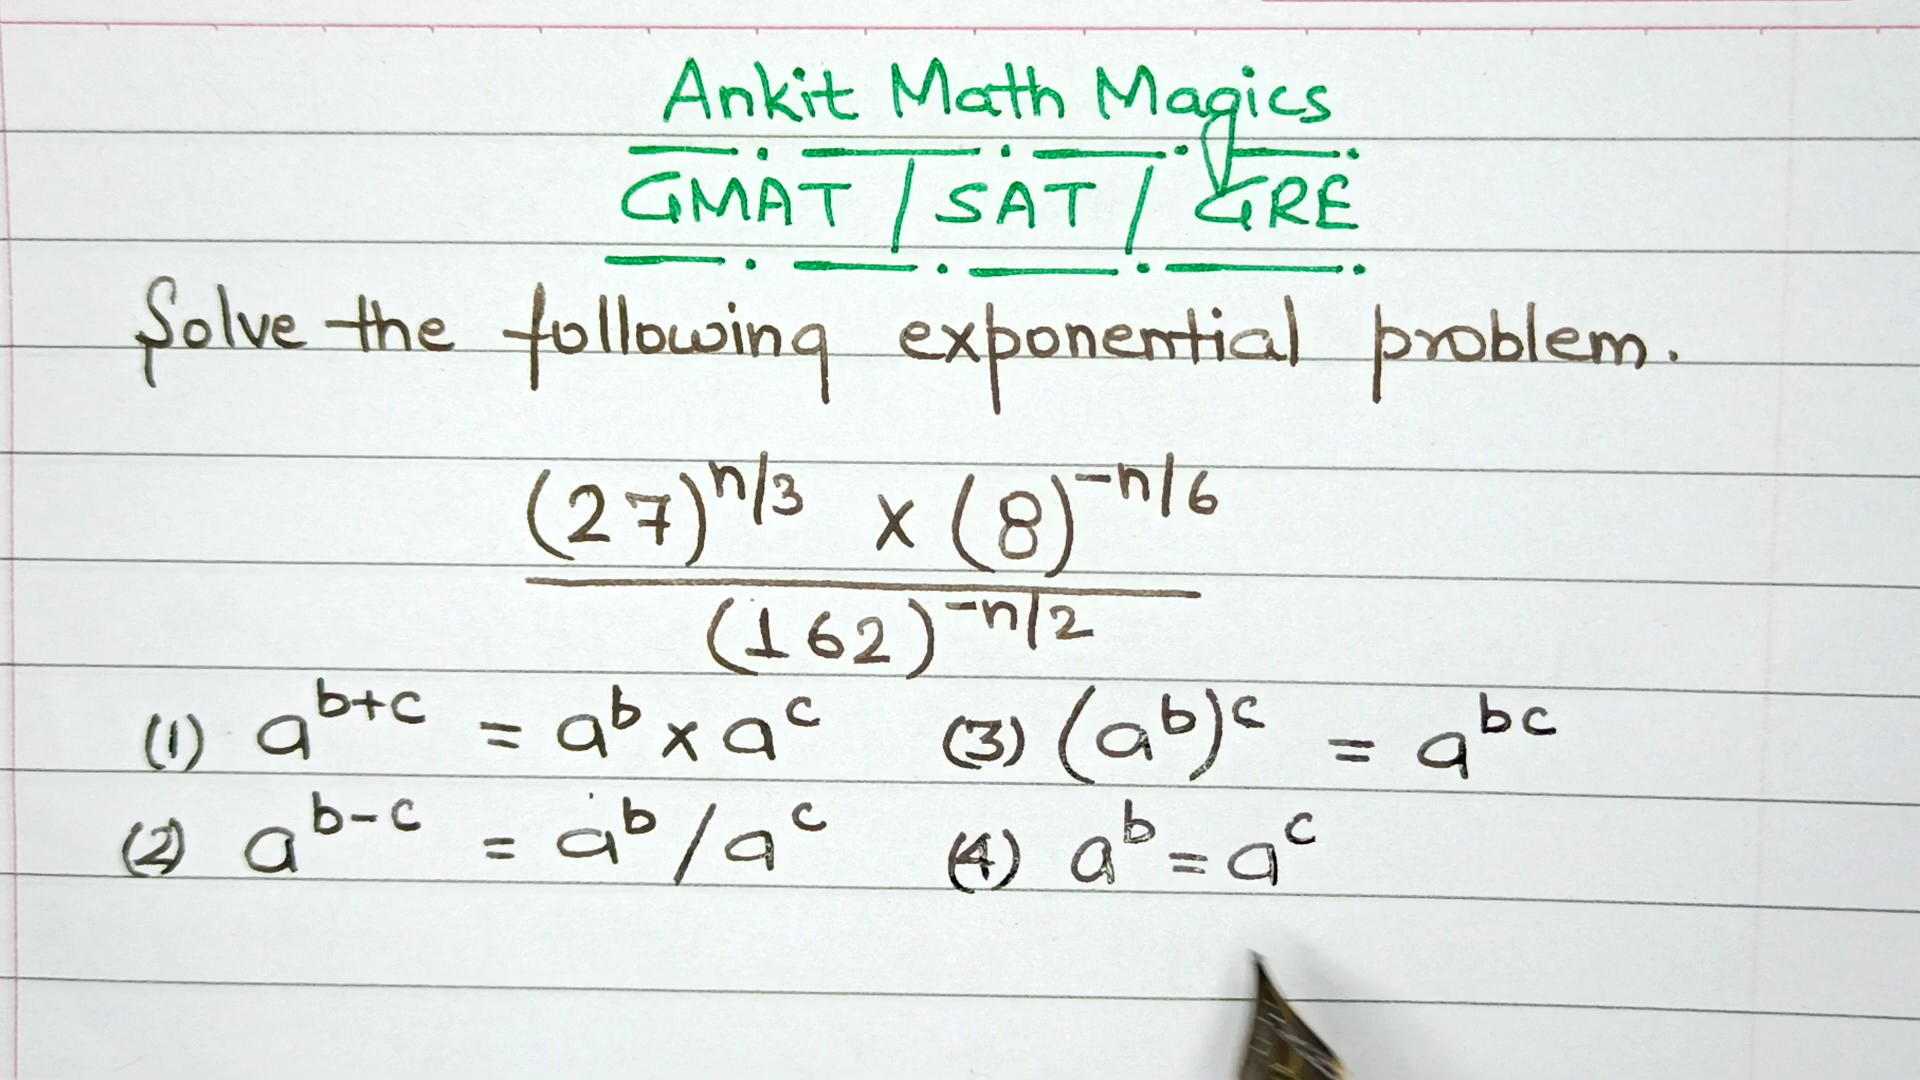 Ankit Math Magics
GMAT / SAT / GRE
Solve the following exponential problem.
(27)^{n/3} × (8)^{-n/6}
(162)^{-n/2}
(1) a^{b+c} = a^b × a^c (3) (a^b)^c = a^{bc}
(2) a^{b-c} = a^b / a^c (4) a^b = a^c